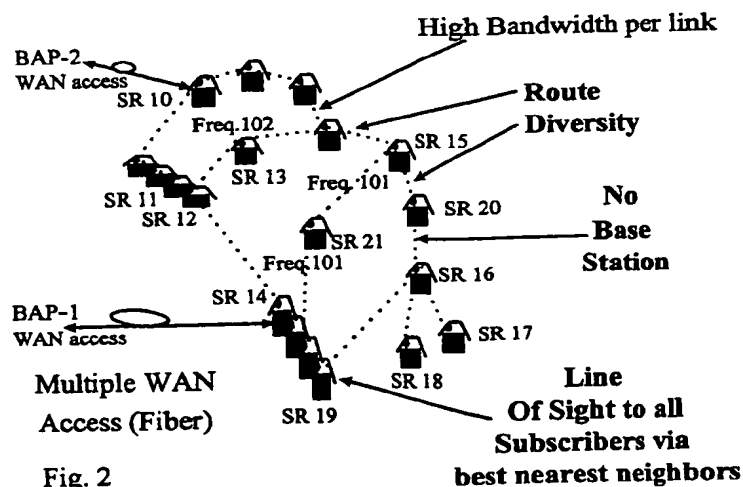 High Bandwidth per link
BAP-2
WAN access
SR 10
Route
Diversity
Freq.102
SR 15
SR 13
Freq. 101
SR 11
SR 12
SR 20
No
Base
Station
SR 21
Freq.101
SR 16
SR 14
BAP-1
WAN access
SR 17
SR 18
Multiple WAN
Access (Fiber)
SR 19
Line
Of Sight to all
Subscribers via
best nearest neighbors
Fig. 2